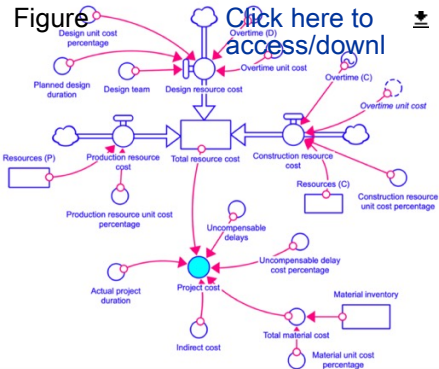 Figure
Click here to
access/downl
Design unit cost
percentage
Overtime (D)
Overtime unit cost
Planned design
duration
Design team
Design resource cost
Overtime (C)
Overtime unit cost
Resources (P)
Production resource
cost
Total resource cost
Construction resource
cost
Resources (C)
Construction resource
unit cost percentage
Production resource unit cost
percentage
Uncompensable
delays
Uncompensable delay
cost percentage
Actual project
duration
Project cost
Material inventory
Indirect cost
Total material cost
Material unit cost
percentage